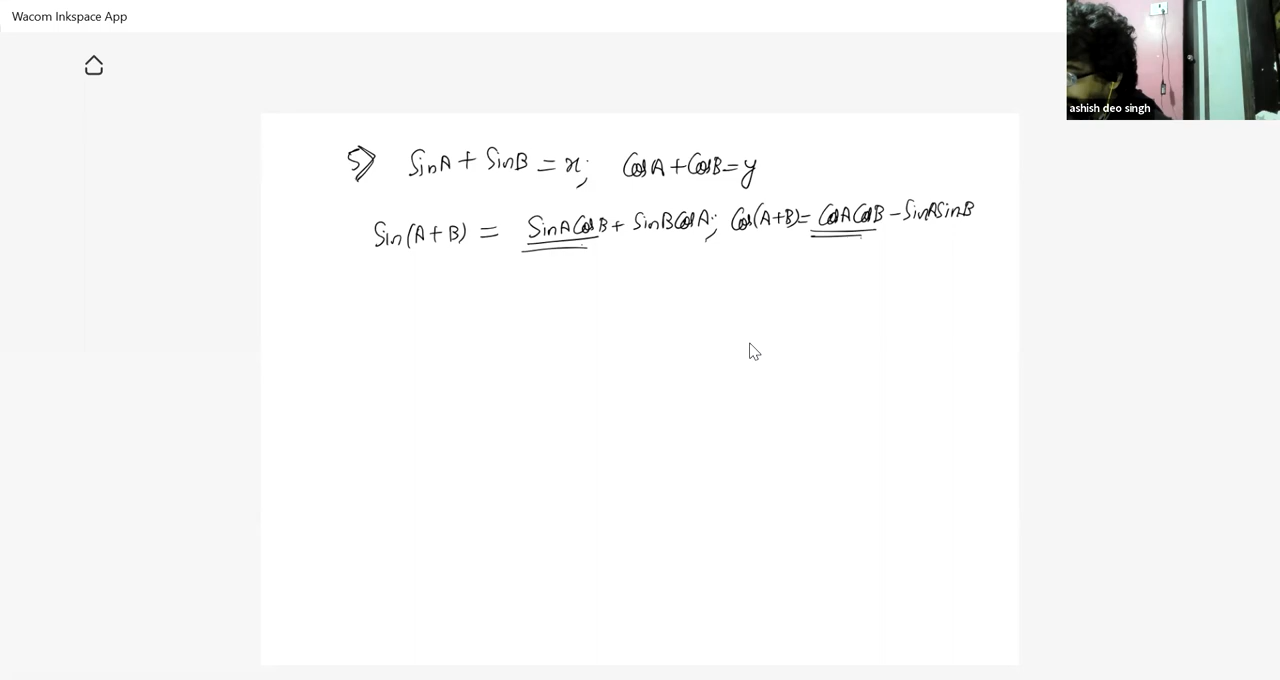 Wacom Inkspace App
ashish deo singh
5) SinA + SinB = x; CosA + CosB = y
Sin(A+B) = SinACosB + SinBCosA; Cos(A+B) = CosACosB - SinASinB